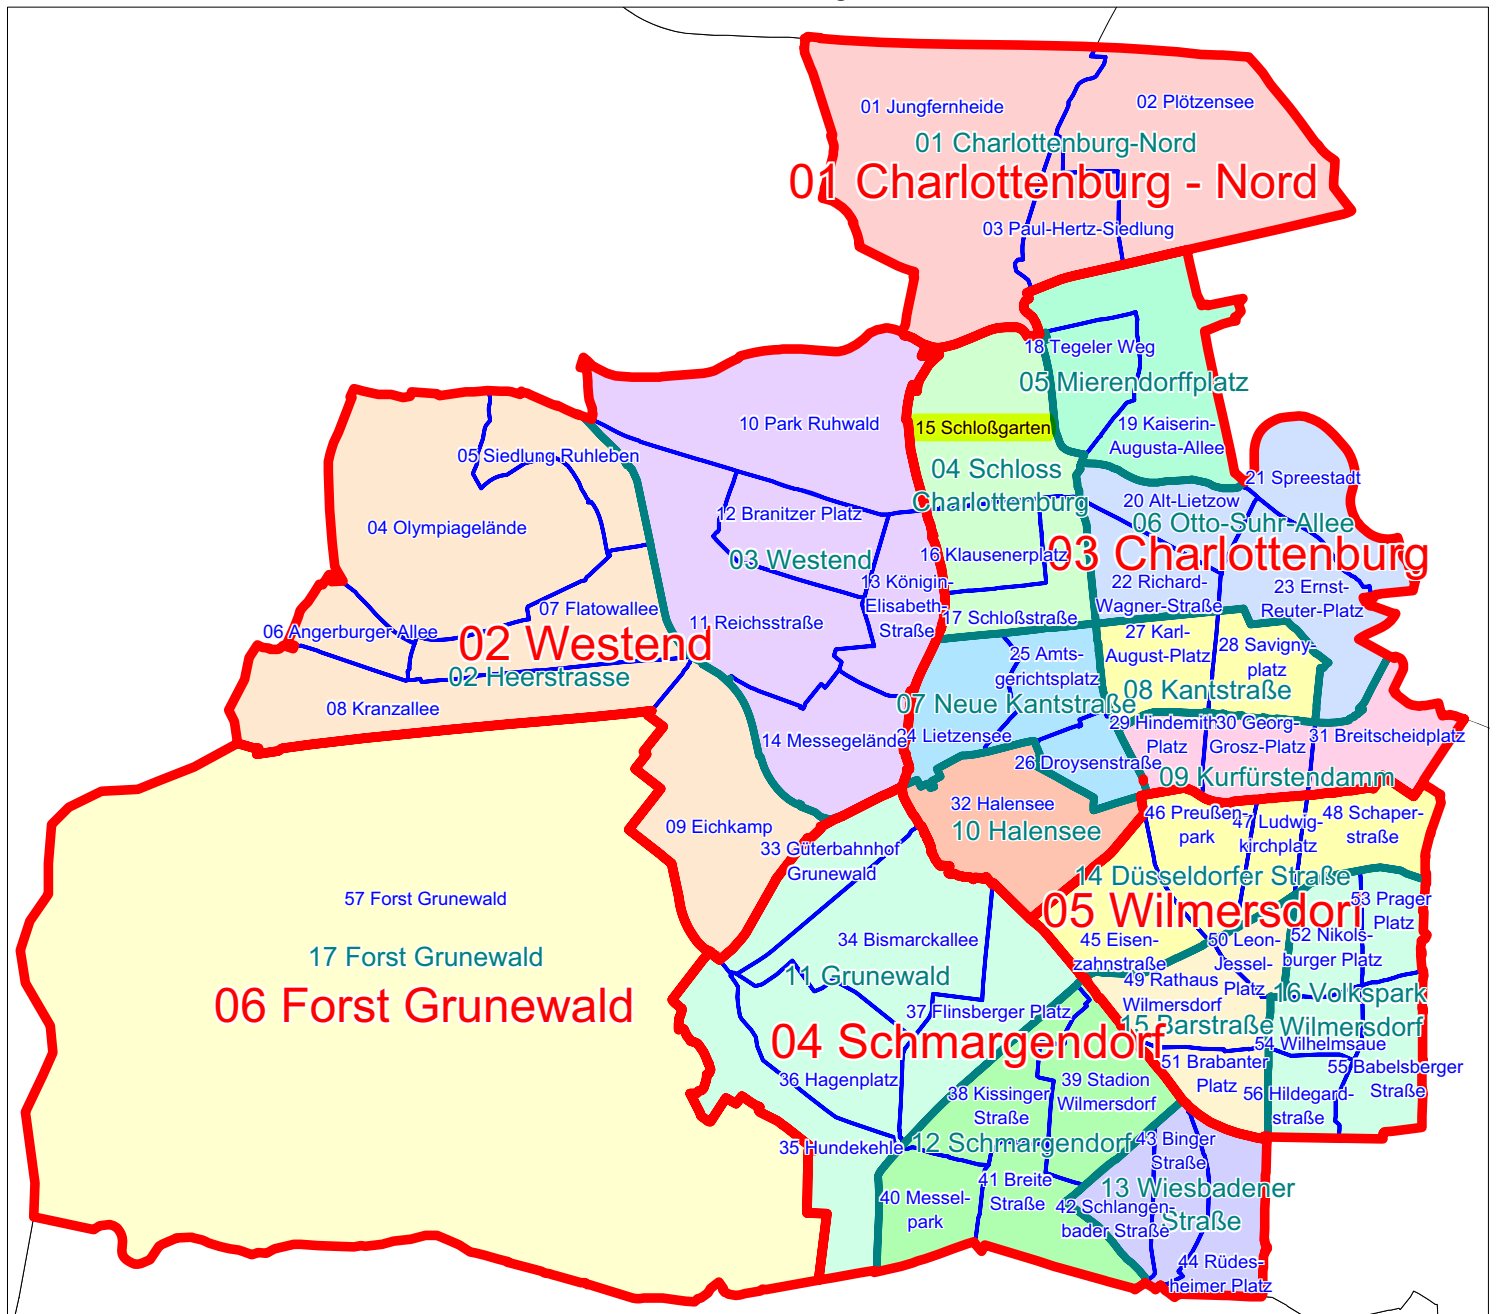 01 Jungfernheide
02 Plötzensee
01 Charlottenburg-Nord
01 Charlottenburg - Nord
03 Paul-Hertz-Siedlung
18 Tegeler Weg
05 Mierendorffplatz
10 Park Ruhwald
15 Schloßgarten
19 Kaiserin-
Augusta-Allee
05 Siedlung Ruhleben
04 Schloss
Charlottenburg
21 Spreestadt
20 Alt-Lietzow
04 Olympiagelände
12 Branitzer Platz
06 Otto-Suhr-Allee
03 Charlottenburg
03 Westend
16 Klausenerplatz
13 Königin-
Elisabeth-
Straße
22 Richard-
Wagner-Straße
23 Ernst-
Reuter-Platz
07 Flatowallee
11 Reichsstraße
17 Schloßstraße
06 Angerburger Allee
02 Westend
02 Heerstrasse
27 Karl-
August-Platz
28 Savigny-
platz
25 Amts-
gerichtsplatz
08 Kantstraße
07 Neue Kantstraße
08 Kranzallee
29 Hindemith
Platz
30 Georg-
Grosz-Platz
31 Breitscheidplatz
14 Messegelände
24 Lietzensee
26 Droysenstraße
09 Kurfürstendamm
32 Halensee
10 Halensee
46 Preußen-
park
47 Ludwig-
kirchplatz
48 Schaper-
straße
09 Eichkamp
33 Güterbahnhof
Grunewald
14 Düsseldorfer Straße
05 Wilmersdorf
53 Prager
Platz
57 Forst Grunewald
17 Forst Grunewald
06 Forst Grunewald
34 Bismarckallee
45 Eisen-
zahnstraße
50 Leon-
Jessel-
Platz
52 Nikols-
burger Platz
11 Grunewald
49 Rathaus
Wilmersdorf
16 Volkspark
Wilmersdorf
37 Flinsberger Platz
15 Barstraße
04 Schmargendorf
54 Wilhelmsaue
51 Brabanter
Platz
55 Babelsberger
Straße
36 Hagenplatz
38 Kissinger
Straße
39 Stadion
Wilmersdorf
56 Hildegard-
straße
35 Hundekehle
12 Schmargendorf
43 Binger
Straße
40 Messel-
park
41 Breite
Straße
13 Wiesbadener
Straße
42 Schlangen-
bader Straße
44 Rüdes-
heimer Platz